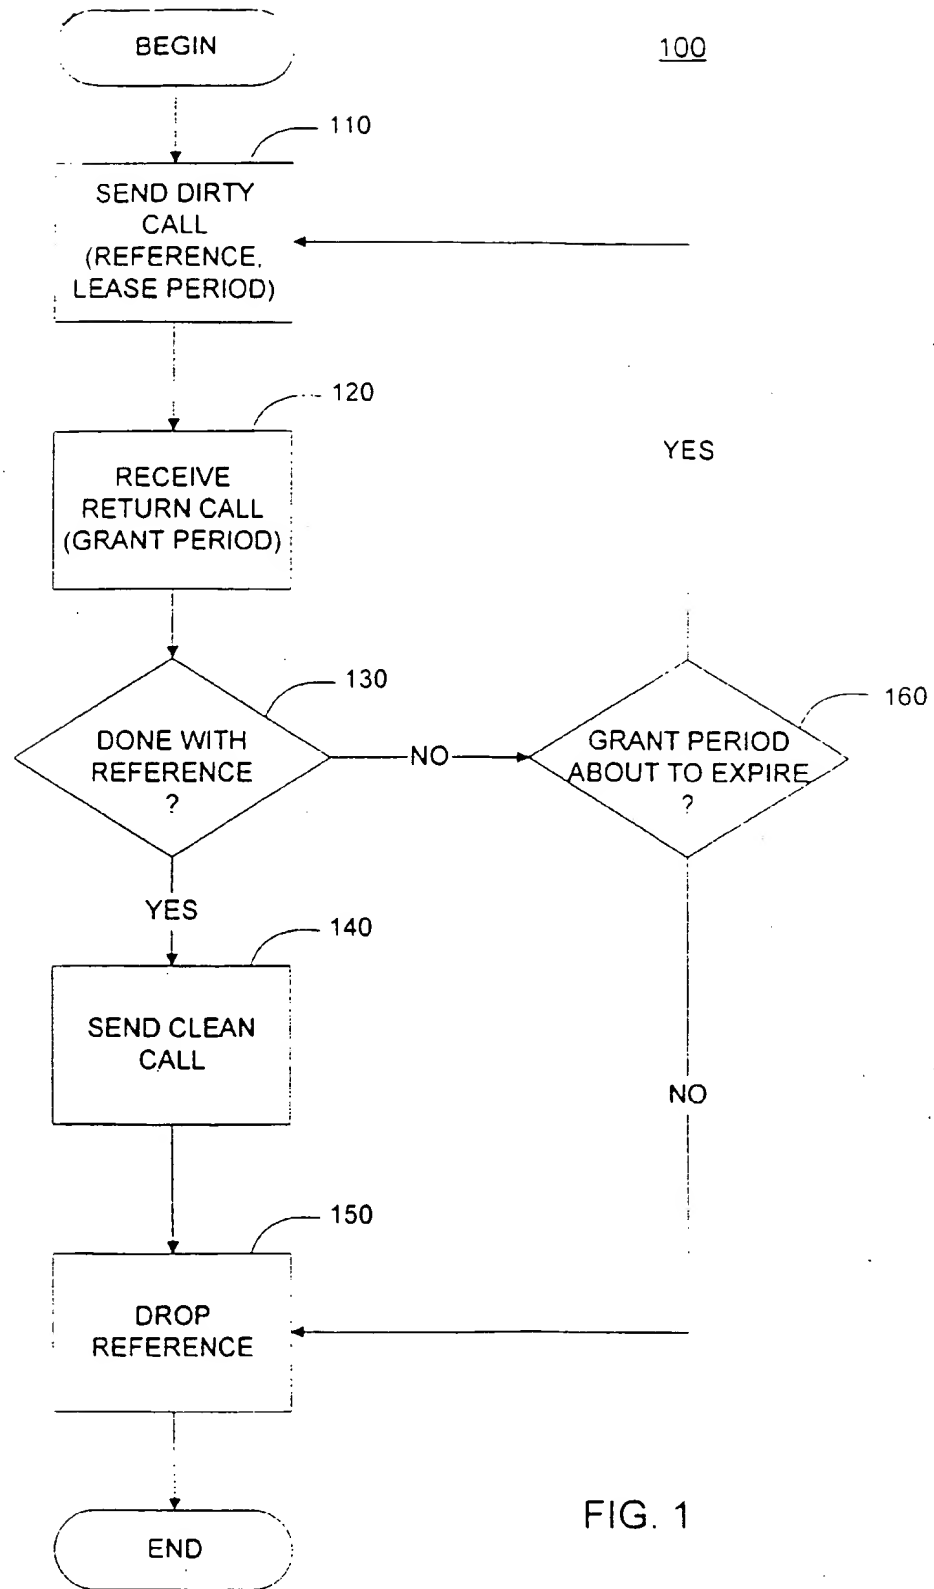 BEGIN
100
110
SEND DIRTY
CALL
(REFERENCE,
LEASE PERIOD)
120
RECEIVE
RETURN CALL
(GRANT PERIOD)
YES
130
DONE WITH
REFERENCE
?
NO
160
GRANT PERIOD
ABOUT TO EXPIRE
?
YES
140
SEND CLEAN
CALL
NO
150
DROP
REFERENCE
END
FIG. 1